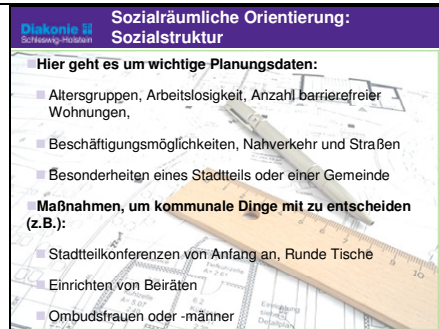 Diakonie
Schleswig-Holstein
Sozialräumliche Orientierung:
Sozialstruktur
Hier geht es um wichtige Planungsdaten:
Altersgruppen, Arbeitslosigkeit, Anzahl barrierefreier
Wohnungen,
Beschäftigungsmöglichkeiten, Nahverkehr und Straßen
Besonderheiten eines Stadtteils oder einer Gemeinde
Maßnahmen, um kommunale Dinge mit zu entscheiden
(z.B.):
Stadtteilkonferenzen von Anfang an, Runde Tische
Einrichten von Beiräten
Ombudsfrauen oder -männer